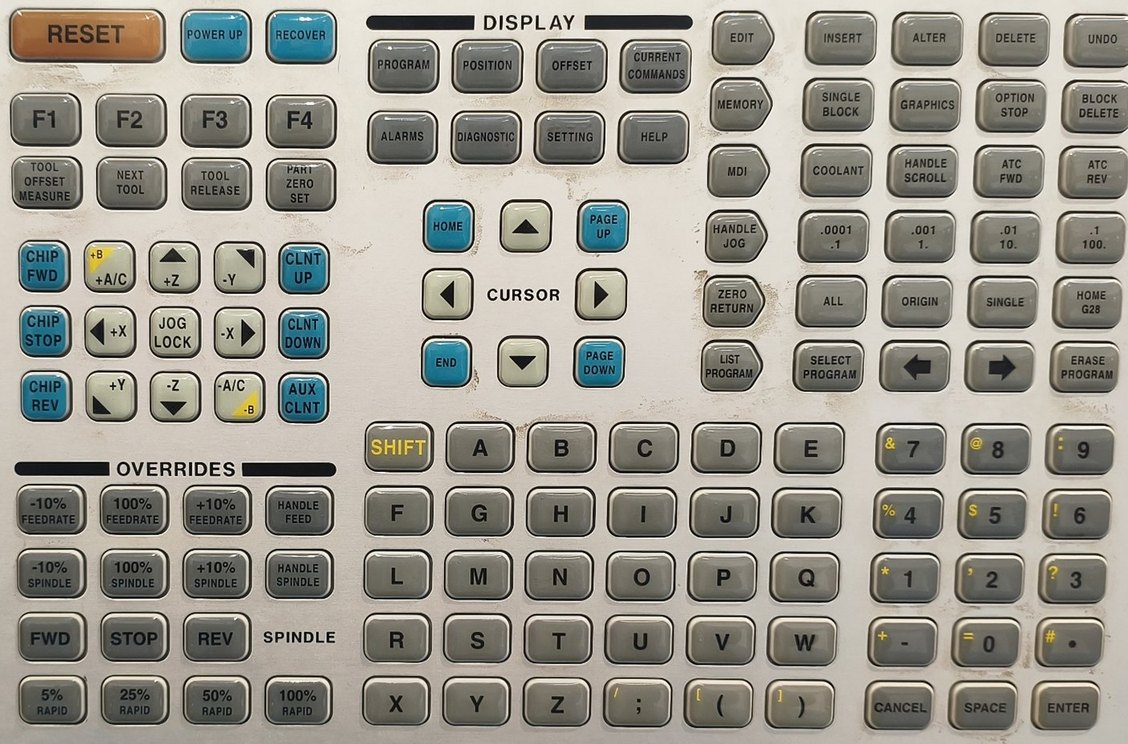 RESET POWER UP RECOVER
F1 F2 F3 F4
TOOL OFFSET MEASURE NEXT TOOL TOOL RELEASE PART ZERO SET
CHIP FWD +B +A/C +Z -Y CLNT UP
CHIP STOP +X JOG LOCK -X CLNT DOWN
CHIP REV +Y -Z -A/C -B AUX CLNT
OVERRIDES
-10% FEEDRATE 100% FEEDRATE +10% FEEDRATE HANDLE FEED
-10% SPINDLE 100% SPINDLE +10% SPINDLE HANDLE SPINDLE
FWD STOP REV SPINDLE
5% RAPID 25% RAPID 50% RAPID 100% RAPID
DISPLAY
PROGRAM POSITION OFFSET CURRENT COMMANDS
ALARMS DIAGNOSTIC SETTING HELP
HOME PAGE UP
CURSOR
END PAGE DOWN
EDIT INSERT ALTER DELETE UNDO
MEMORY SINGLE BLOCK GRAPHICS OPTION STOP BLOCK DELETE
MDI COOLANT HANDLE SCROLL ATC FWD ATC REV
HANDLE JOG .0001 .1 .001 1. .01 10. .1 100.
ZERO RETURN ALL ORIGIN SINGLE HOME G28
LIST PROGRAM SELECT PROGRAM ERASE PROGRAM
SHIFT A B C D E
F G H I J K
L M N O P Q
R S T U V W
X Y Z / ; [ ( ] )
& 7 @ 8 : 9
% 4 $ 5 ! 6
* 1 , 2 ? 3
+ - = 0 # .
CANCEL SPACE ENTER